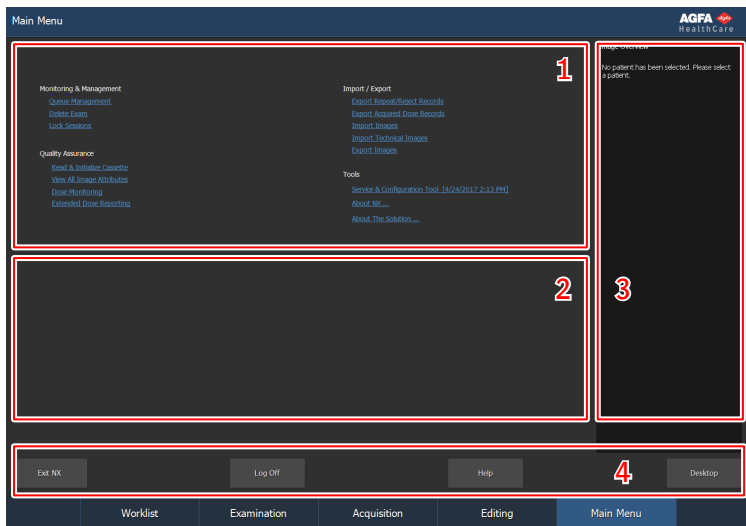 Main Menu
AGFA
HealthCare
Image Overview
No patient has been selected. Please select
a patient.
1
Monitoring & Management
Queue Management
Delete Exam
Lock Sessions
Quality Assurance
Read & Initialize Cassette
View All Image Attributes
Dose Monitoring
Extended Dose Reporting
Import / Export
Export Repeat/Reject Records
Export Acquired Dose Records
Import Images
Import Technical Images
Export Images
Tools
Service & Configuration Tool [4/24/2017 2:13 PM]
About NX ...
About The Solution ...
2
3
4
Exit NX
Log Off
Help
Desktop
Worklist
Examination
Acquisition
Editing
Main Menu